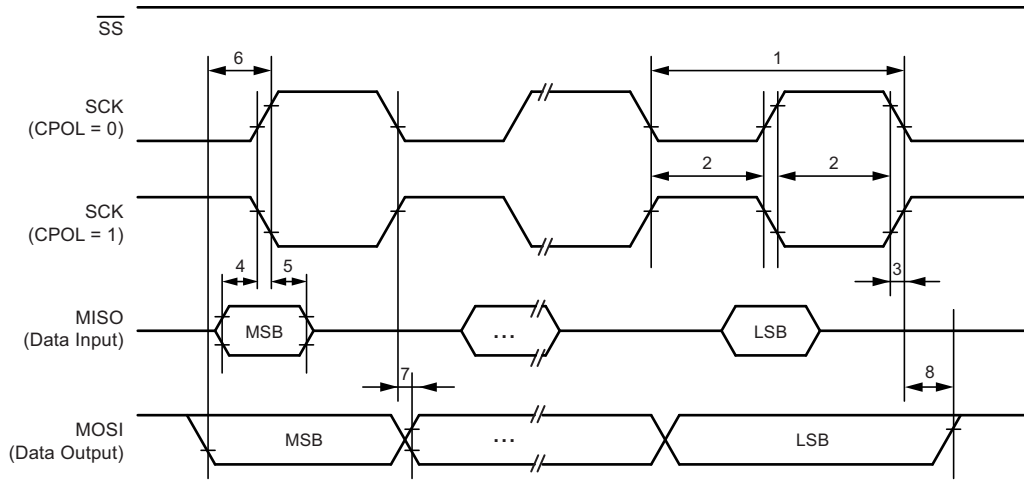 SS
6
1
SCK
(CPOL = 0)
2
2
SCK
(CPOL = 1)
4
5
3
MISO
(Data Input)
MSB
...
LSB
7
8
MOSI
(Data Output)
MSB
...
LSB